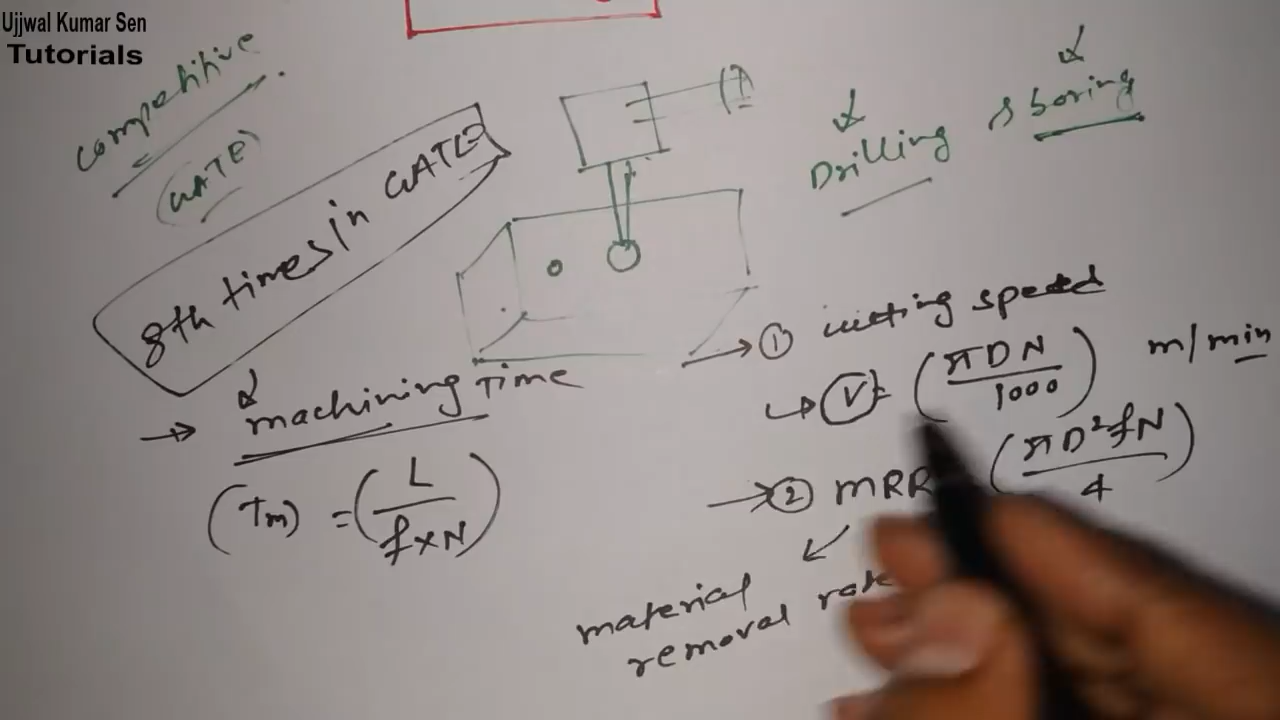 Ujjwal Kumar Sen
Tutorials
competitive
(GATE)
8th times in GATE
(T)
Drilling & boring
→ machining Time
(Tm) = (L / f×N)
→ ① cutting speed
↳ (V) = (πDN / 1000) m/min
→ ② MRR (πD²fN / 4)
material
removal rate